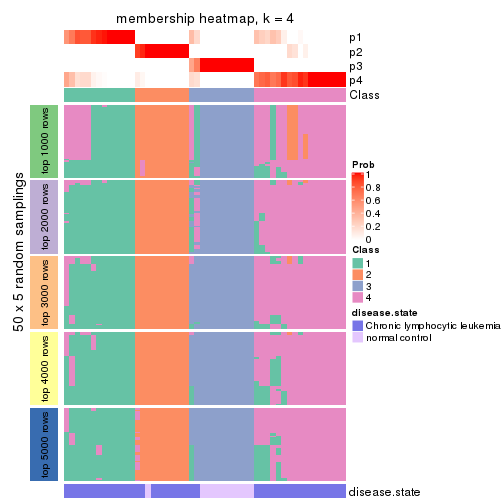 membership heatmap, k = 4
p1
p2
p3
p4
Class
50 x 5 random samplings
top 1000 rows
top 2000 rows
top 3000 rows
top 4000 rows
top 5000 rows
Prob
1
0.8
0.6
0.4
0.2
0
Class
1
2
3
4
disease.state
Chronic lymphocytic leukemia
normal control
disease.state